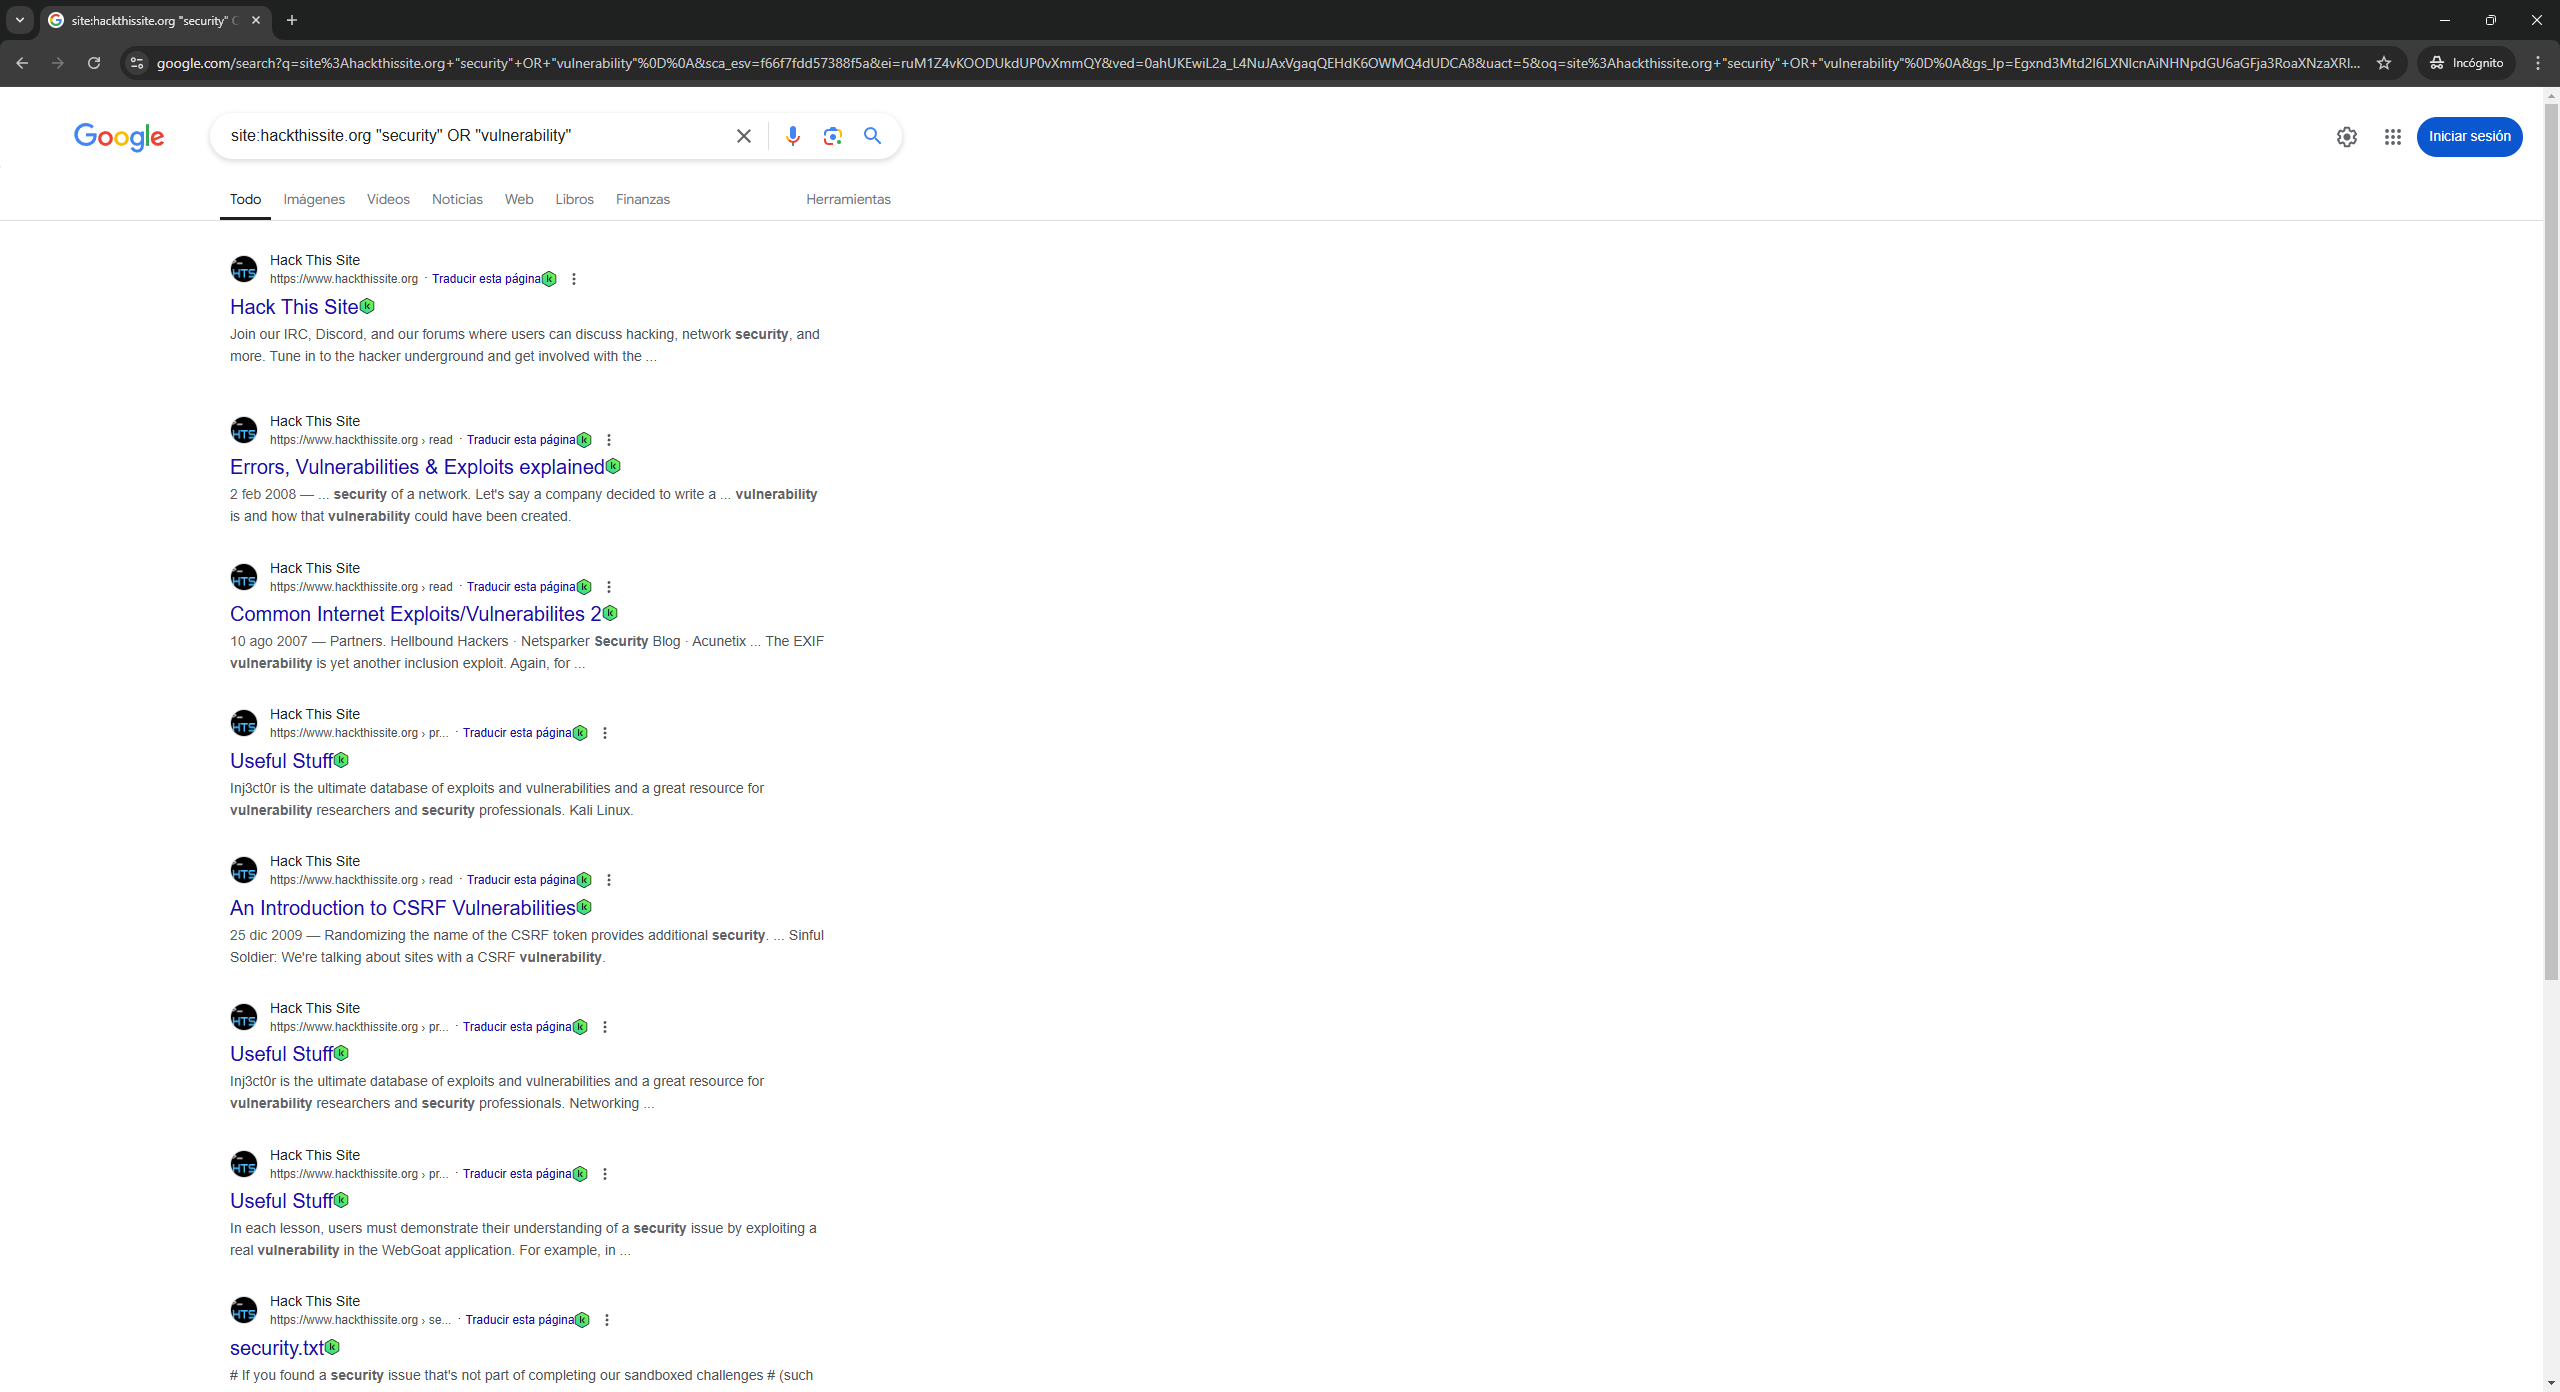 site:hackthissite.org "security"
google.com/search?q=site%3Ahackthissite.org+"security"+OR+"vulnerability"%0D%0A&sca_esv=f66f7fdd57388f5a&ei=ruM1Z4vKOODUkdUP0vXmmQY&ved=0ahUKEwiL2a_L4NuJAxVgaqQEHdK6OWMQ4dUDCA8&uact=5&oq=site%3Ahackthissite.org+"security"+OR+"vulnerability"%0D%0A&gs_lp=Egxnd3Mtd2l6LXNlcnAiNHNpdGU6aGFja3RoaXNzaXRl...
Incógnito
Google
site:hackthissite.org "security" OR "vulnerability"
Iniciar sesión
Todo Imágenes Videos Noticias Web Libros Finanzas Herramientas
HTS
Hack This Site
https://www.hackthissite.org · Traducir esta página
Hack This Site
Join our IRC, Discord, and our forums where users can discuss hacking, network security, and
more. Tune in to the hacker underground and get involved with the ...
HTS
Hack This Site
https://www.hackthissite.org › read · Traducir esta página
Errors, Vulnerabilities & Exploits explained
2 feb 2008 — ... security of a network. Let's say a company decided to write a ... vulnerability
is and how that vulnerability could have been created.
HTS
Hack This Site
https://www.hackthissite.org › read · Traducir esta página
Common Internet Exploits/Vulnerabilites 2
10 ago 2007 — Partners. Hellbound Hackers · Netsparker Security Blog · Acunetix ... The EXIF
vulnerability is yet another inclusion exploit. Again, for ...
HTS
Hack This Site
https://www.hackthissite.org › pr... · Traducir esta página
Useful Stuff
Inj3ct0r is the ultimate database of exploits and vulnerabilities and a great resource for
vulnerability researchers and security professionals. Kali Linux.
HTS
Hack This Site
https://www.hackthissite.org › read · Traducir esta página
An Introduction to CSRF Vulnerabilities
25 dic 2009 — Randomizing the name of the CSRF token provides additional security. ... Sinful
Soldier: We're talking about sites with a CSRF vulnerability.
HTS
Hack This Site
https://www.hackthissite.org › pr... · Traducir esta página
Useful Stuff
Inj3ct0r is the ultimate database of exploits and vulnerabilities and a great resource for
vulnerability researchers and security professionals. Networking ...
HTS
Hack This Site
https://www.hackthissite.org › pr... · Traducir esta página
Useful Stuff
In each lesson, users must demonstrate their understanding of a security issue by exploiting a
real vulnerability in the WebGoat application. For example, in ...
HTS
Hack This Site
https://www.hackthissite.org › se... · Traducir esta página
security.txt
# If you found a security issue that's not part of completing our sandboxed challenges # (such